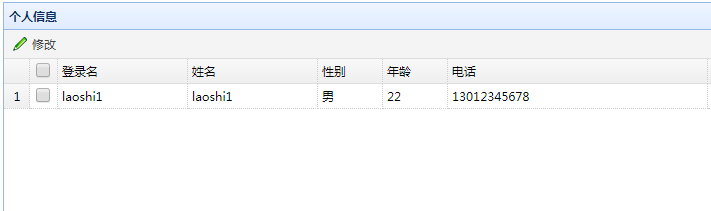 个人信息
修改
登录名 姓名 性别 年龄 电话
1 laoshi1 laoshi1 男 22 13012345678